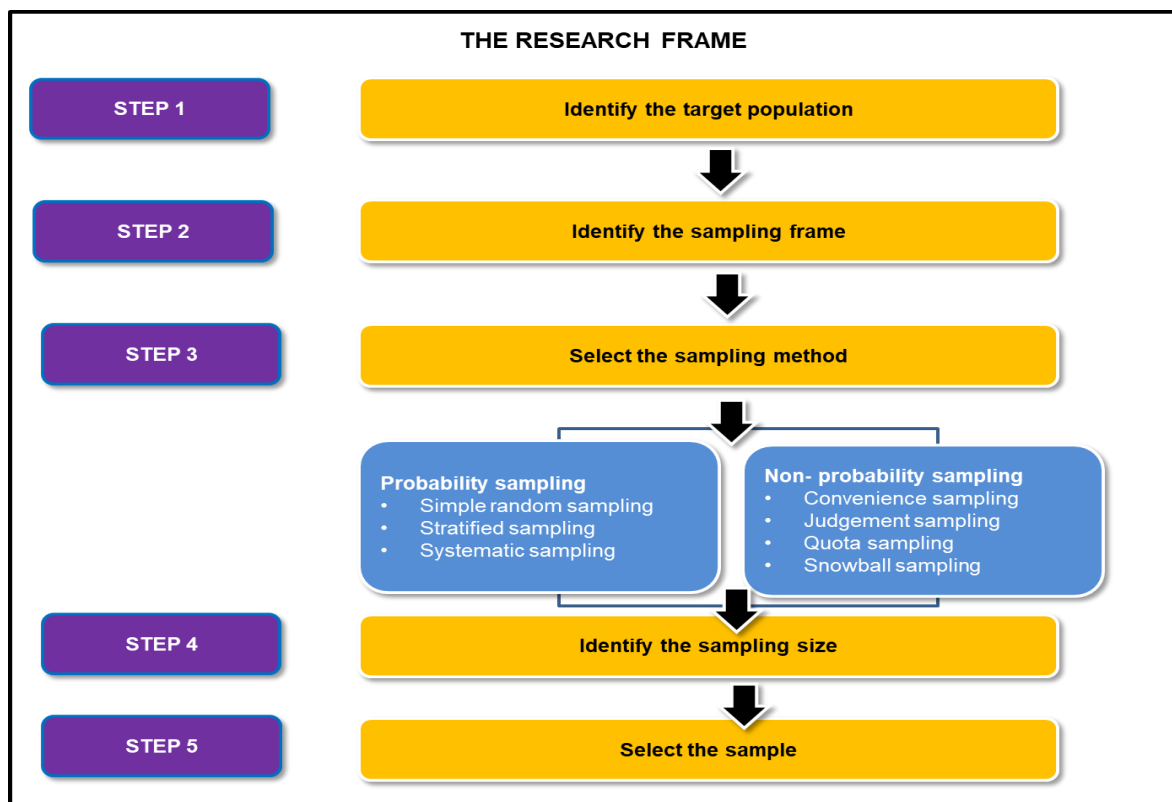 THE RESEARCH FRAME
STEP 1
Identify the target population
STEP 2
Identify the sampling frame
STEP 3
Select the sampling method
Probability sampling
• Simple random sampling
• Stratified sampling
• Systematic sampling
Non- probability sampling
• Convenience sampling
• Judgement sampling
• Quota sampling
• Snowball sampling
STEP 4
Identify the sampling size
STEP 5
Select the sample